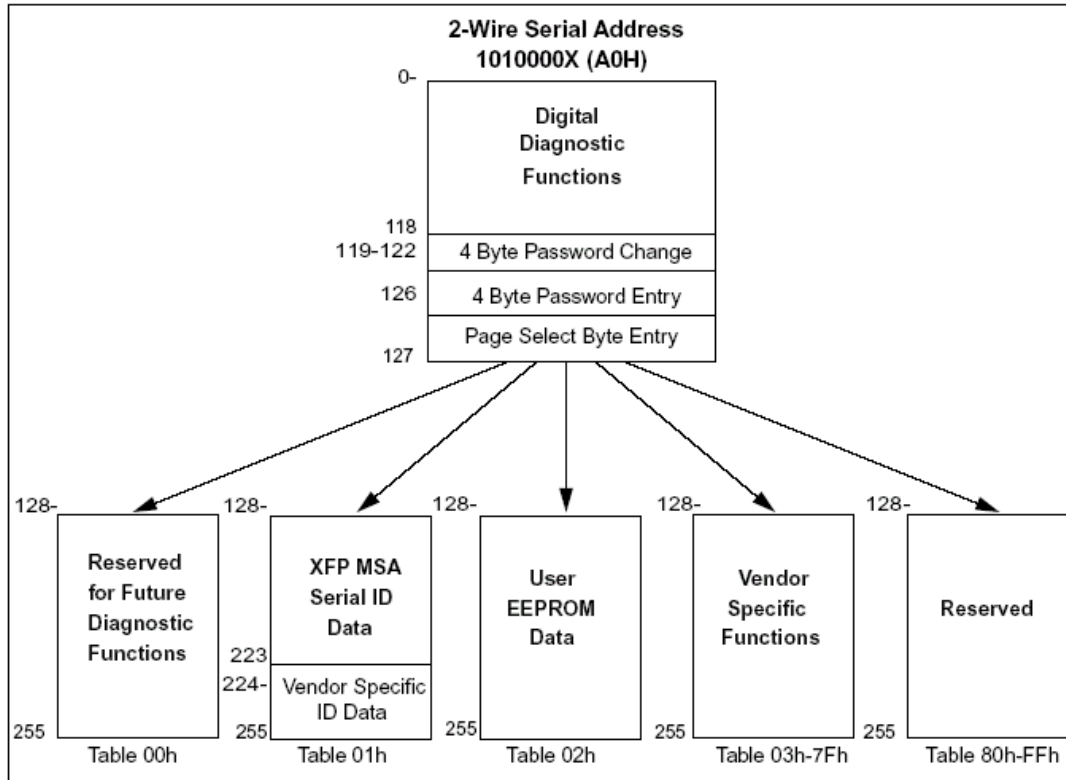 2-Wire Serial Address
1010000X (A0H)
0-
Digital
Diagnostic
Functions
118
119-122
4 Byte Password Change
126
4 Byte Password Entry
Page Select Byte Entry
127
128-
Reserved
for Future
Diagnostic
Functions
255
Table 00h
128-
XFP MSA
Serial ID
Data
223
224-
Vendor Specific
ID Data
255
Table 01h
128-
User
EEPROM
Data
255
Table 02h
128-
Vendor
Specific
Functions
255
Table 03h-7Fh
128-
Reserved
255
Table 80h-FFh